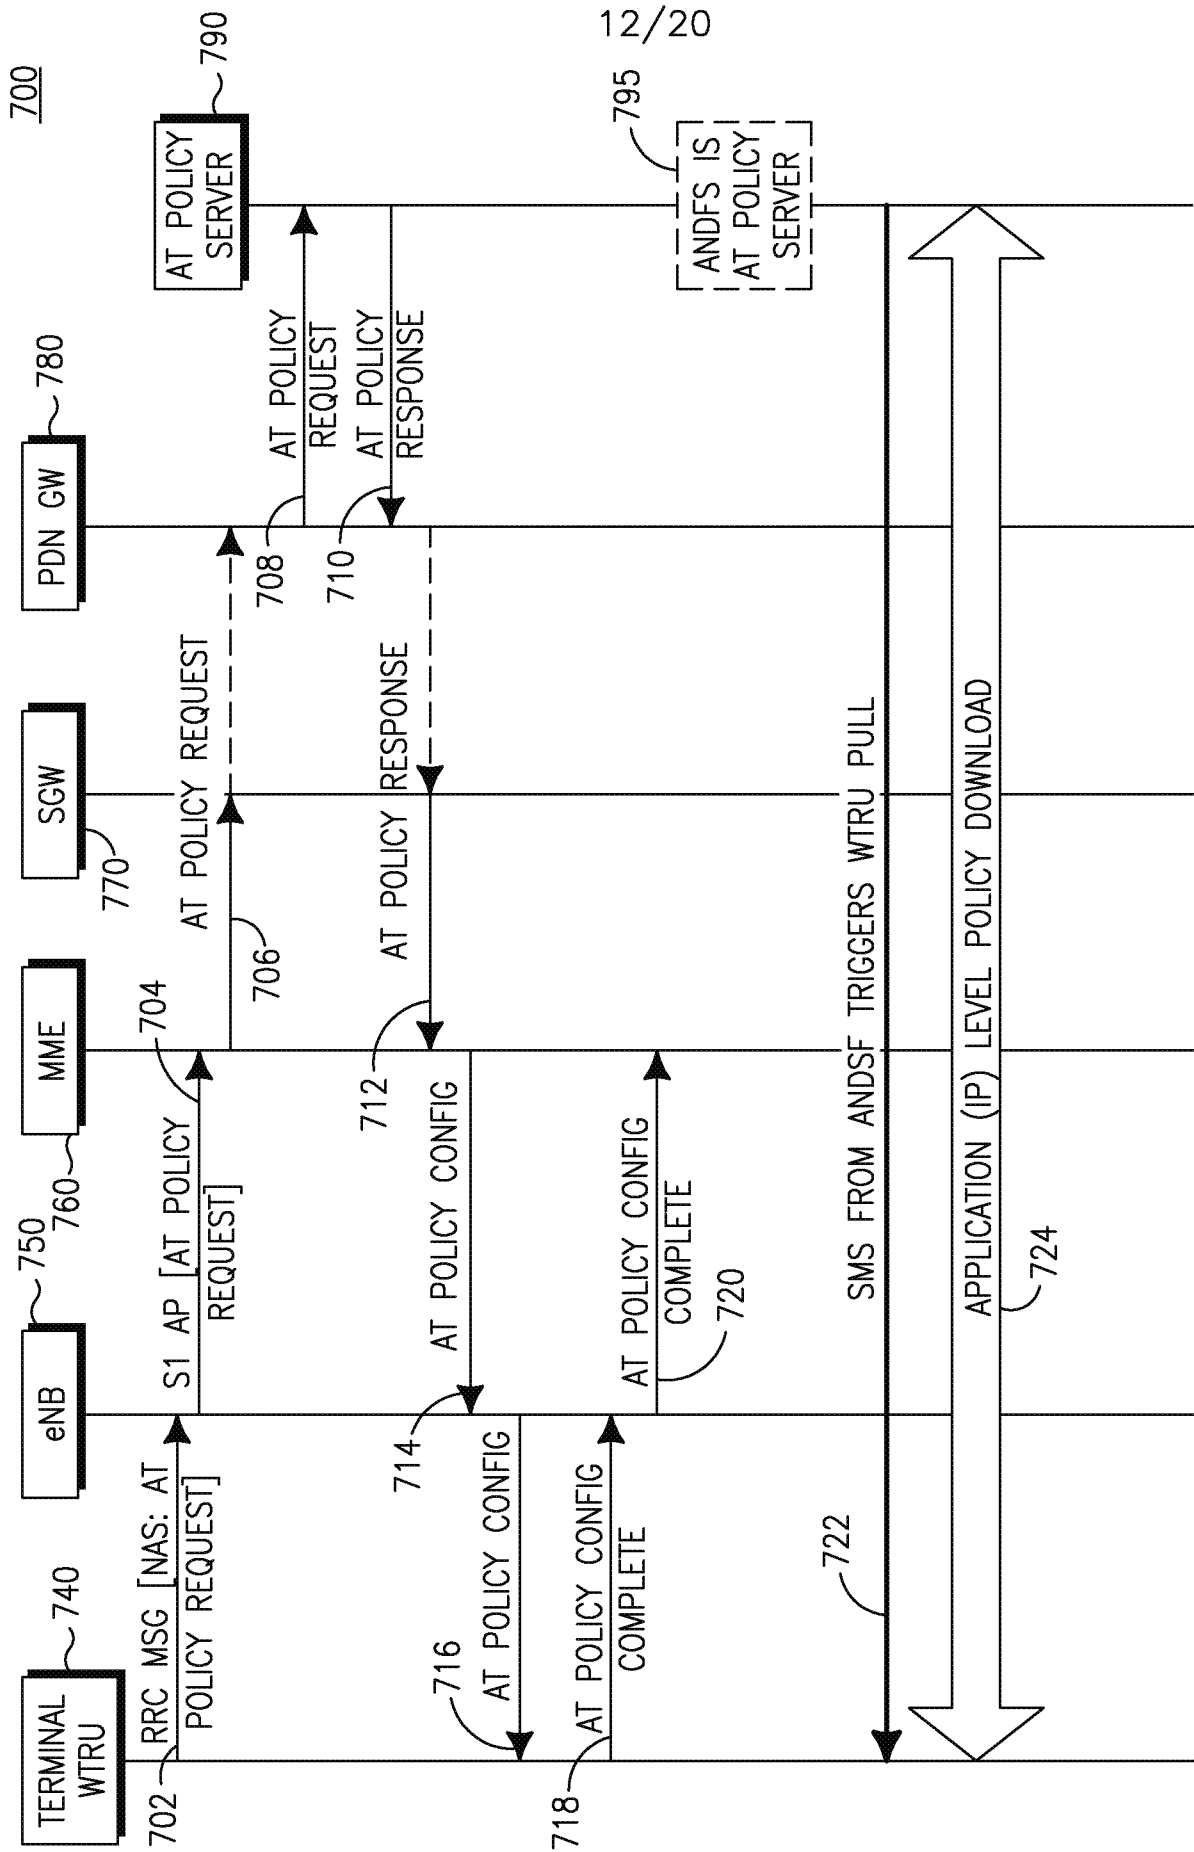 12/20
700
TERMINAL
WTRU
740
eNB
750
MME
760
SGW
770
PDN GW
780
AT POLICY
SERVER
790
RRC MSG [NAS: AT
POLICY REQUEST]
702
S1 AP [AT POLICY
REQUEST]
704
AT POLICY REQUEST
706
AT POLICY
REQUEST
708
AT POLICY
RESPONSE
710
AT POLICY RESPONSE
712
AT POLICY CONFIG
714
AT POLICY CONFIG
716
AT POLICY CONFIG
COMPLETE
718
AT POLICY CONFIG
COMPLETE
720
ANDFS IS
AT POLICY
SERVER
795
SMS FROM ANDSF TRIGGERS WTRU PULL
722
APPLICATION (IP) LEVEL POLICY DOWNLOAD
724